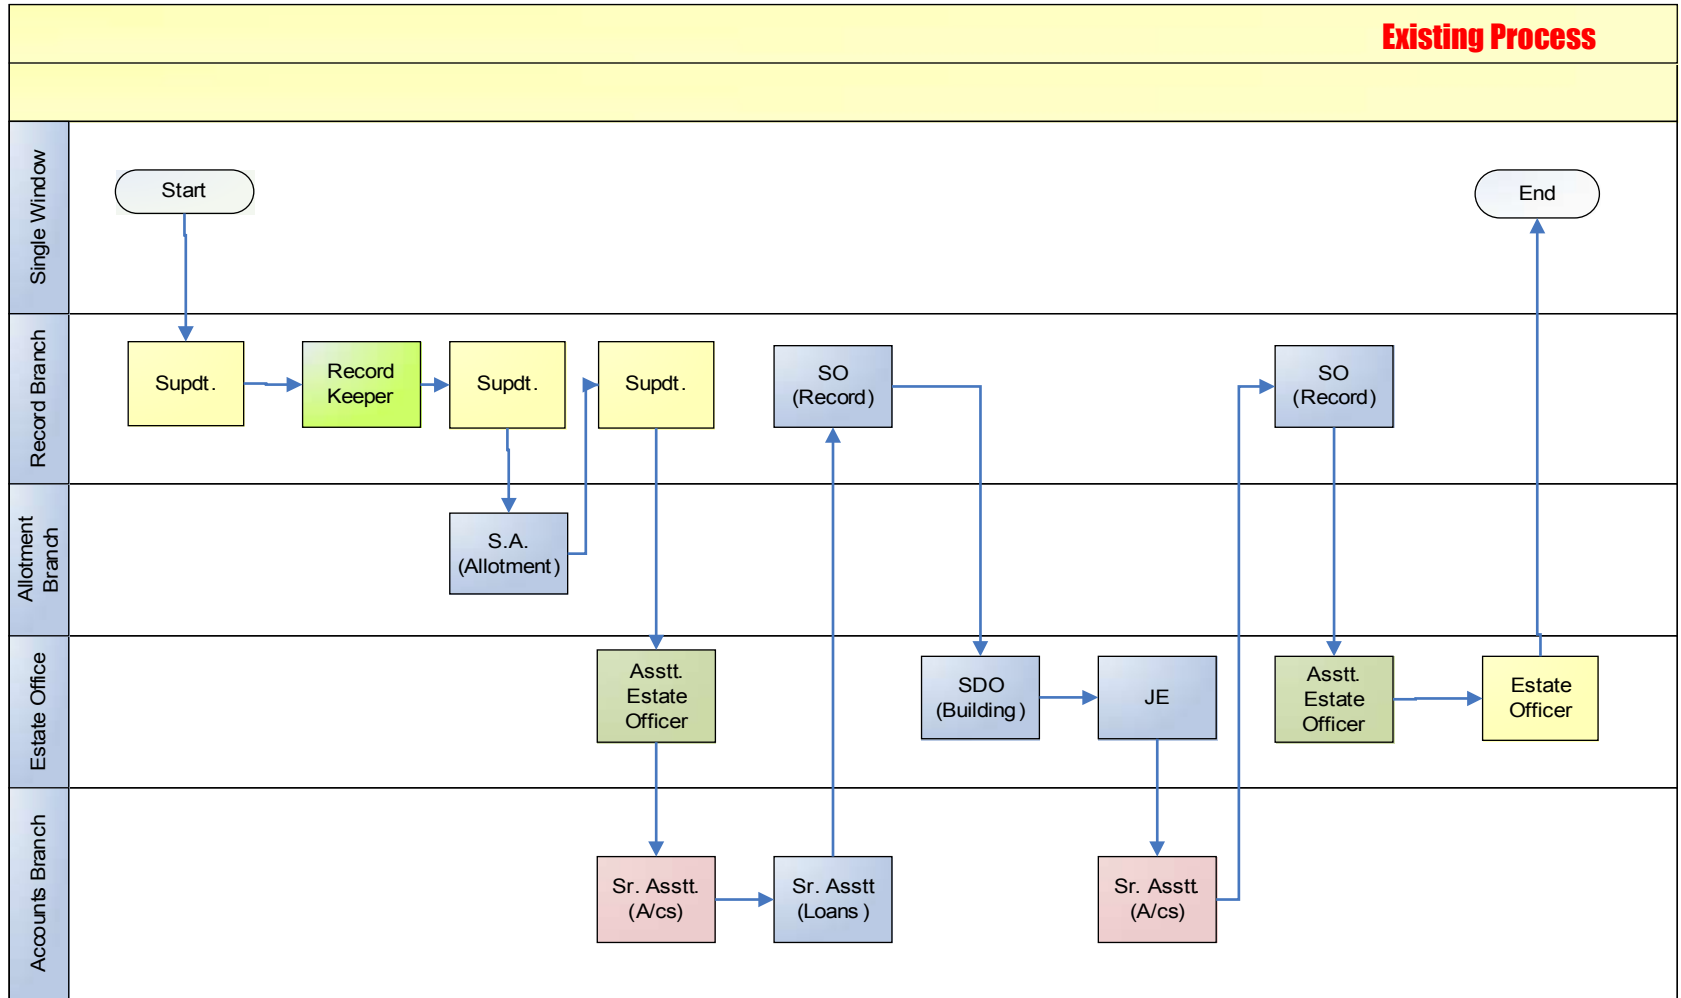 Existing Process
Single Window
Start
End
Record Branch
Supdt.
Record
Keeper
Supdt.
Supdt.
SO
(Record)
SO
(Record)
Allotment
Branch
S.A.
(Allotment)
Estate Office
Asstt.
Estate
Officer
SDO
(Building)
JE
Asstt.
Estate
Officer
Estate
Officer
Accounts Branch
Sr. Asstt.
(A/cs)
Sr. Asstt
(Loans)
Sr. Asstt
(A/cs)